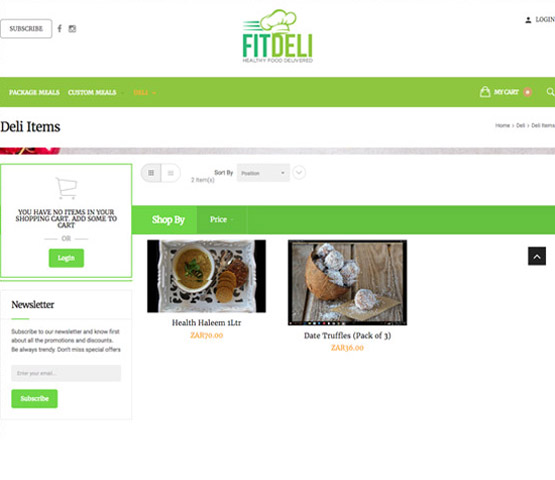 SUBSCRIBE
FITDELI
HEALTHY FOOD DELIVERED
LOGIN
PACKAGE MEALS
CUSTOM MEALS
DELI
MY CART
0
Deli Items
Home > Deli > Deli Items
YOU HAVE NO ITEMS IN YOUR
SHOPPING CART. ADD SOME TO
CART
OR
Login
Sort By
Position
2 Item(s)
Shop By
Price
Health Haleem 1Ltr
ZAR70.00
Date Truffles (Pack of 3)
ZAR36.00
Newsletter
Subscribe to our newsletter and know first
about all the promotions and discounts.
Be always trendy. Don't miss special offers
Enter your email...
Subscribe